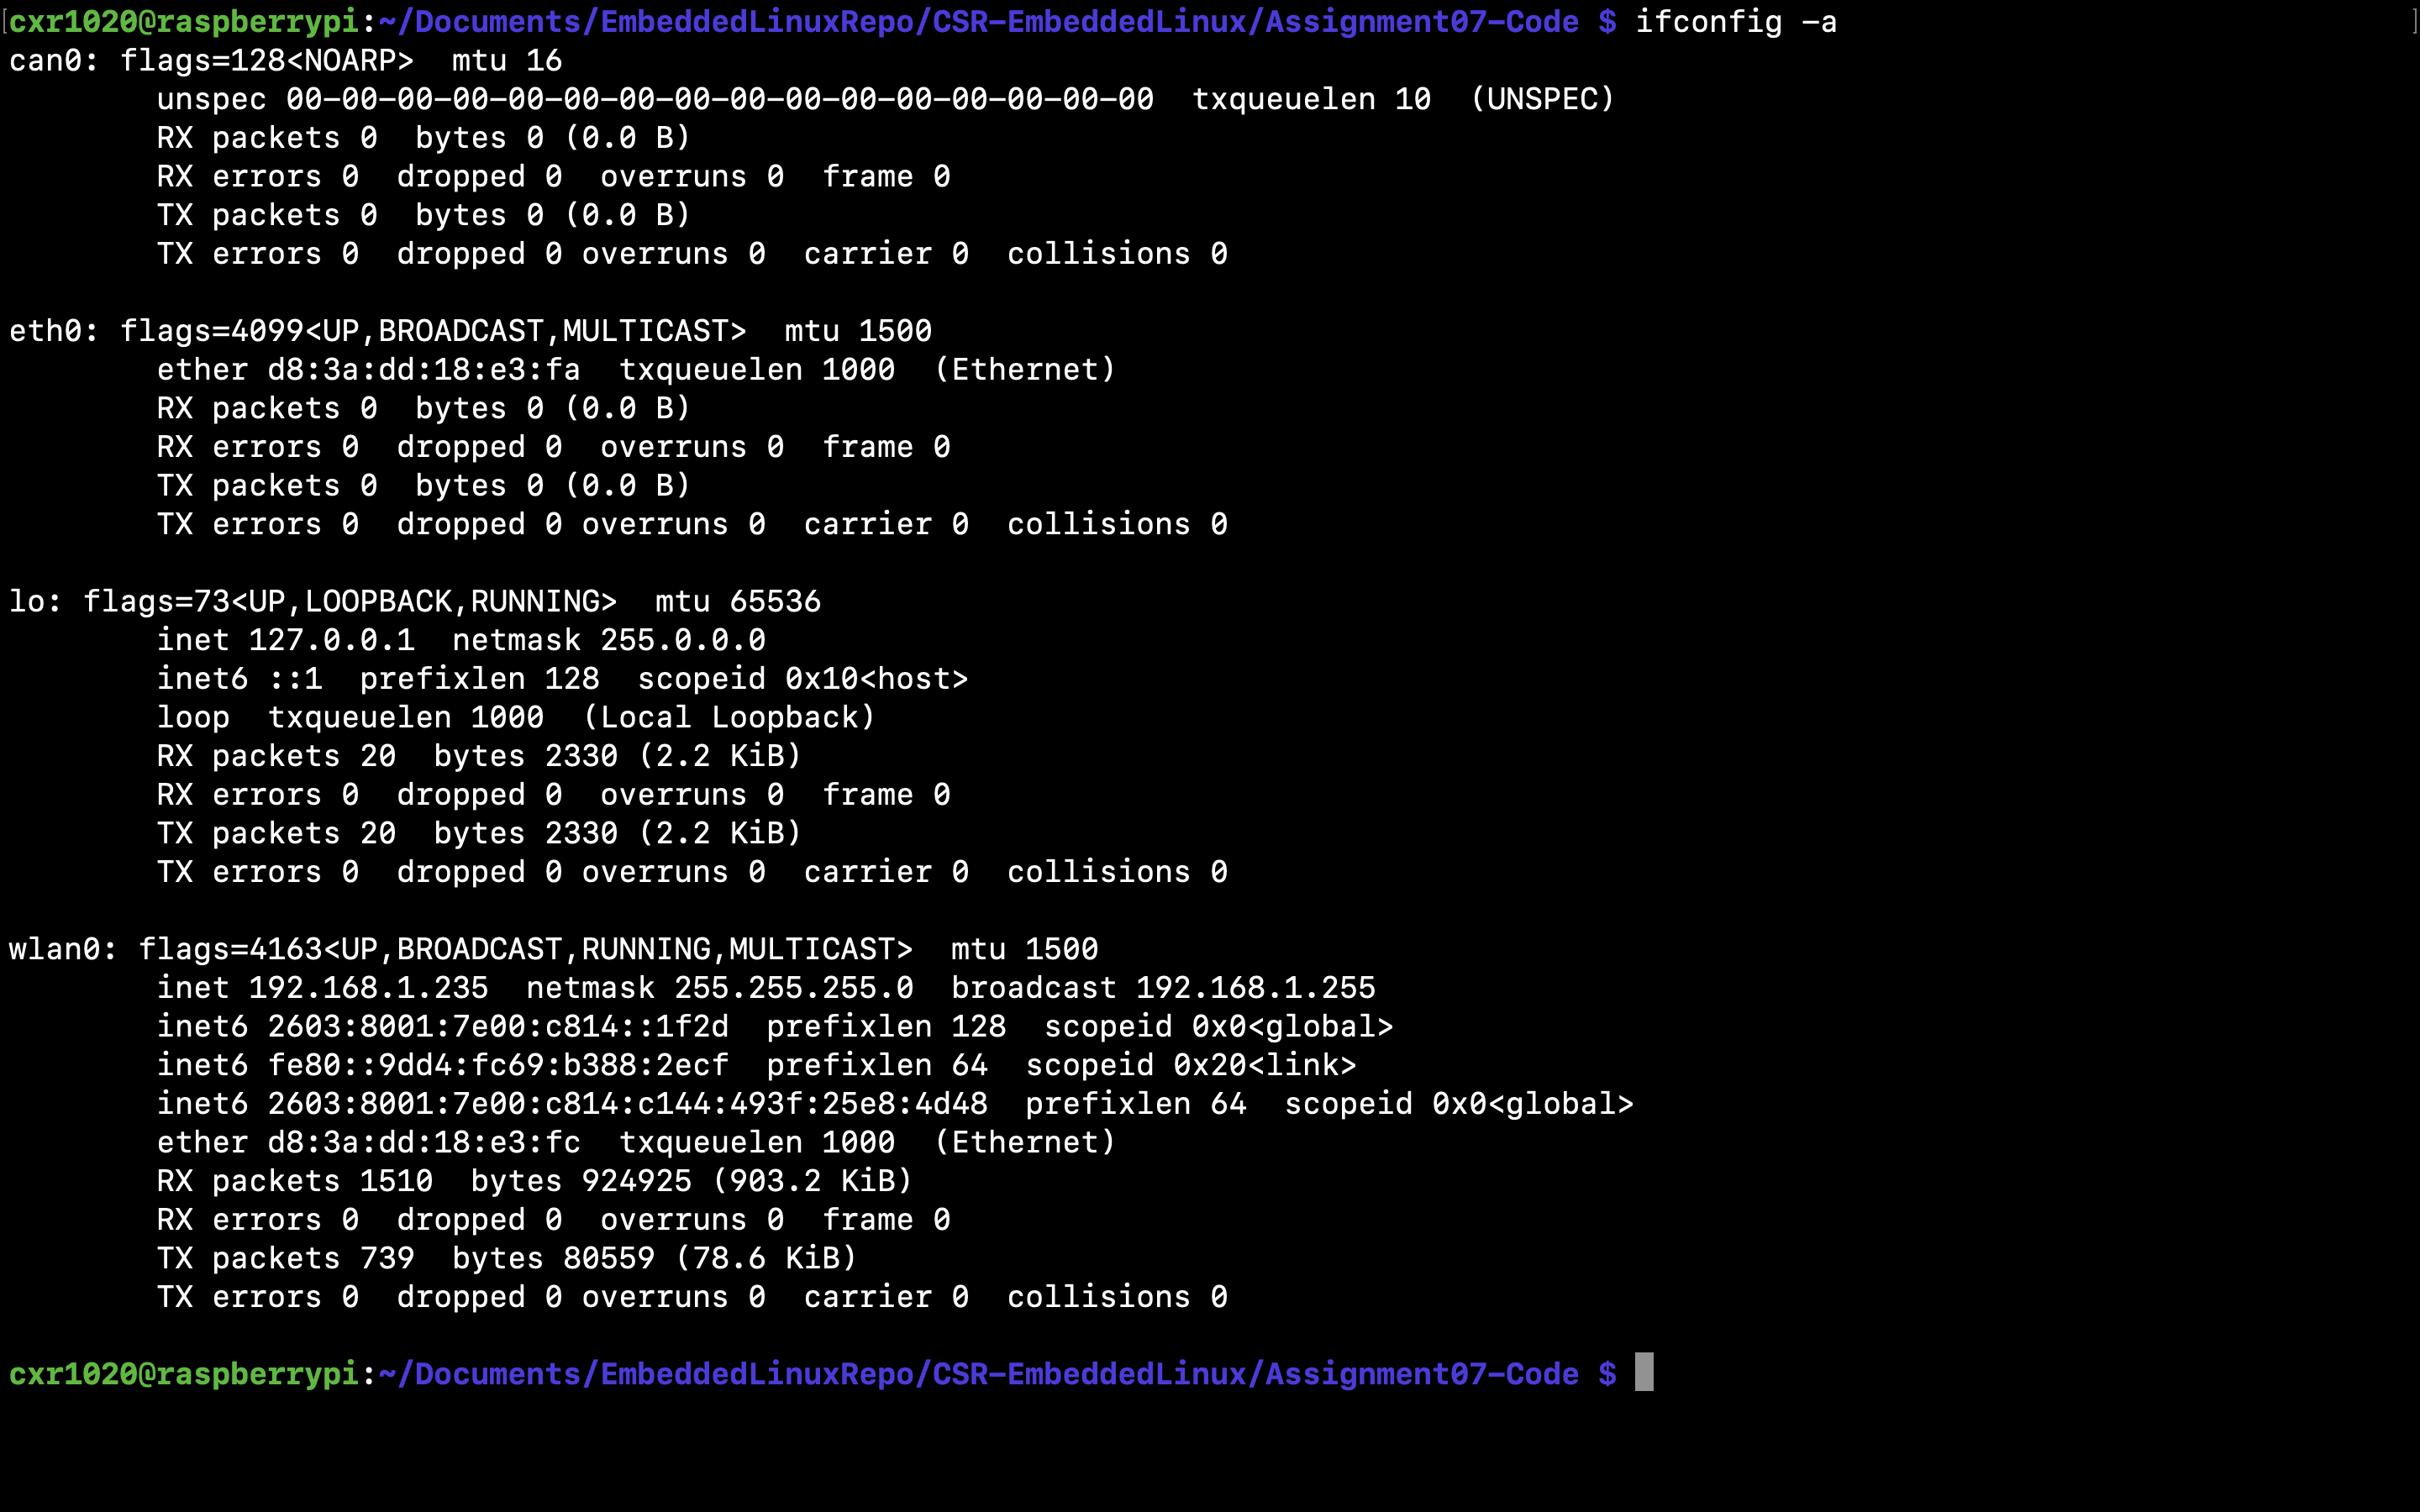 cxr1020@raspberrypi:~/Documents/EmbeddedLinuxRepo/CSR-EmbeddedLinux/Assignment07-Code $ ifconfig -a
can0: flags=128<NOARP>  mtu 16
        unspec 00-00-00-00-00-00-00-00-00-00-00-00-00-00-00-00  txqueuelen 10  (UNSPEC)
        RX packets 0  bytes 0 (0.0 B)
        RX errors 0  dropped 0  overruns 0  frame 0
        TX packets 0  bytes 0 (0.0 B)
        TX errors 0  dropped 0 overruns 0  carrier 0  collisions 0

eth0: flags=4099<UP,BROADCAST,MULTICAST>  mtu 1500
        ether d8:3a:dd:18:e3:fa  txqueuelen 1000  (Ethernet)
        RX packets 0  bytes 0 (0.0 B)
        RX errors 0  dropped 0  overruns 0  frame 0
        TX packets 0  bytes 0 (0.0 B)
        TX errors 0  dropped 0 overruns 0  carrier 0  collisions 0

lo: flags=73<UP,LOOPBACK,RUNNING>  mtu 65536
        inet 127.0.0.1  netmask 255.0.0.0
        inet6 ::1  prefixlen 128  scopeid 0x10<host>
        loop  txqueuelen 1000  (Local Loopback)
        RX packets 20  bytes 2330 (2.2 KiB)
        RX errors 0  dropped 0  overruns 0  frame 0
        TX packets 20  bytes 2330 (2.2 KiB)
        TX errors 0  dropped 0 overruns 0  carrier 0  collisions 0

wlan0: flags=4163<UP,BROADCAST,RUNNING,MULTICAST>  mtu 1500
        inet 192.168.1.235  netmask 255.255.255.0  broadcast 192.168.1.255
        inet6 2603:8001:7e00:c814::1f2d  prefixlen 128  scopeid 0x0<global>
        inet6 fe80::9dd4:fc69:b388:2ecf  prefixlen 64  scopeid 0x20<link>
        inet6 2603:8001:7e00:c814:c144:493f:25e8:4d48  prefixlen 64  scopeid 0x0<global>
        ether d8:3a:dd:18:e3:fc  txqueuelen 1000  (Ethernet)
        RX packets 1510  bytes 924925 (903.2 KiB)
        RX errors 0  dropped 0  overruns 0  frame 0
        TX packets 739  bytes 80559 (78.6 KiB)
        TX errors 0  dropped 0 overruns 0  carrier 0  collisions 0

cxr1020@raspberrypi:~/Documents/EmbeddedLinuxRepo/CSR-EmbeddedLinux/Assignment07-Code $